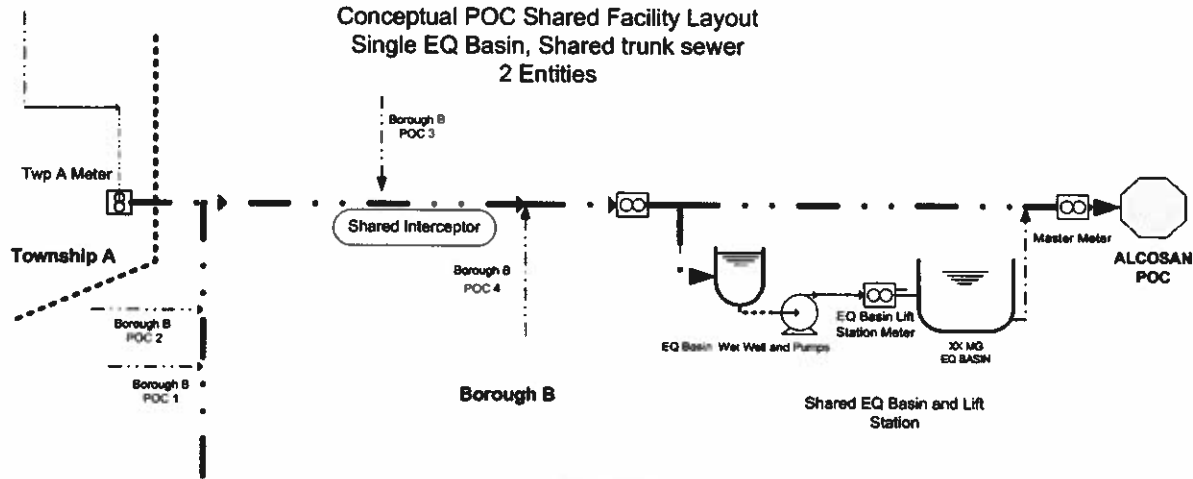 Conceptual POC Shared Facility Layout
Single EQ Basin, Shared trunk sewer
2 Entities
Borough B
POC 3
Twp A Meter
Shared Interceptor
Master Meter
ALCOSAN
POC
Township A
Borough B
POC 4
Borough B
POC 2
EQ Basin Lift
Station Meter
EQ Basin Wet Well and Pumps
XX MG
EQ BASIN
Borough B
POC 1
Borough B
Shared EQ Basin and Lift
Station